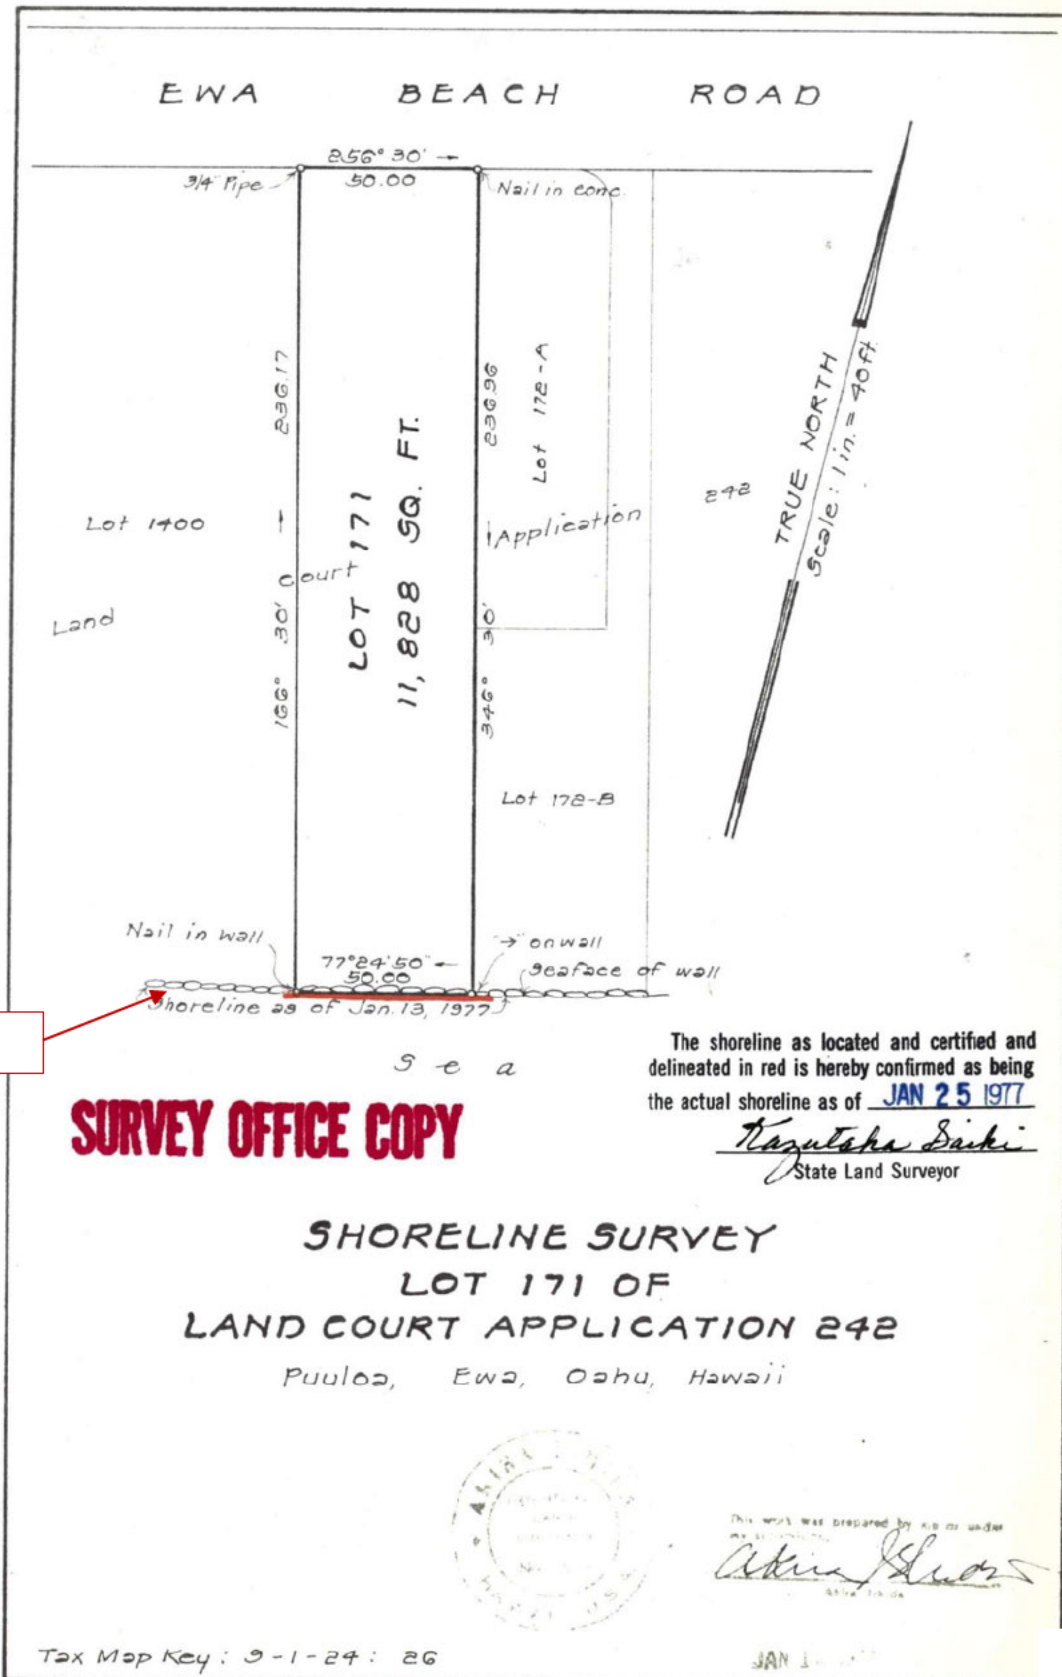 EWA BEACH ROAD
256° 30' →
50.00
3/4" Pipe
Nail in conc.
236.17
236.96
Lot 172-A
TRUE NORTH
Scale: 1 in. = 40ft.
LOT 171
11,828 SQ. FT.
Lot 1400
→
Land Court Application 242
166° 30'
346° 30'
Lot 172-B
Nail in wall
77°24'50" ←
50.00
"→" on wall
Seaface of wall
Shoreline as of Jan. 13, 1977
Sea
The shoreline as located and certified and
delineated in red is hereby confirmed as being
the actual shoreline as of JAN 25 1977
Kazutaka Saiki
State Land Surveyor
SURVEY OFFICE COPY
SHORELINE SURVEY
LOT 171 OF
LAND COURT APPLICATION 242
Puuloa, Ewa, Oahu, Hawaii
This work was prepared by me or under
my supervision.
Tax Map Key: 9-1-24: 26
JAN